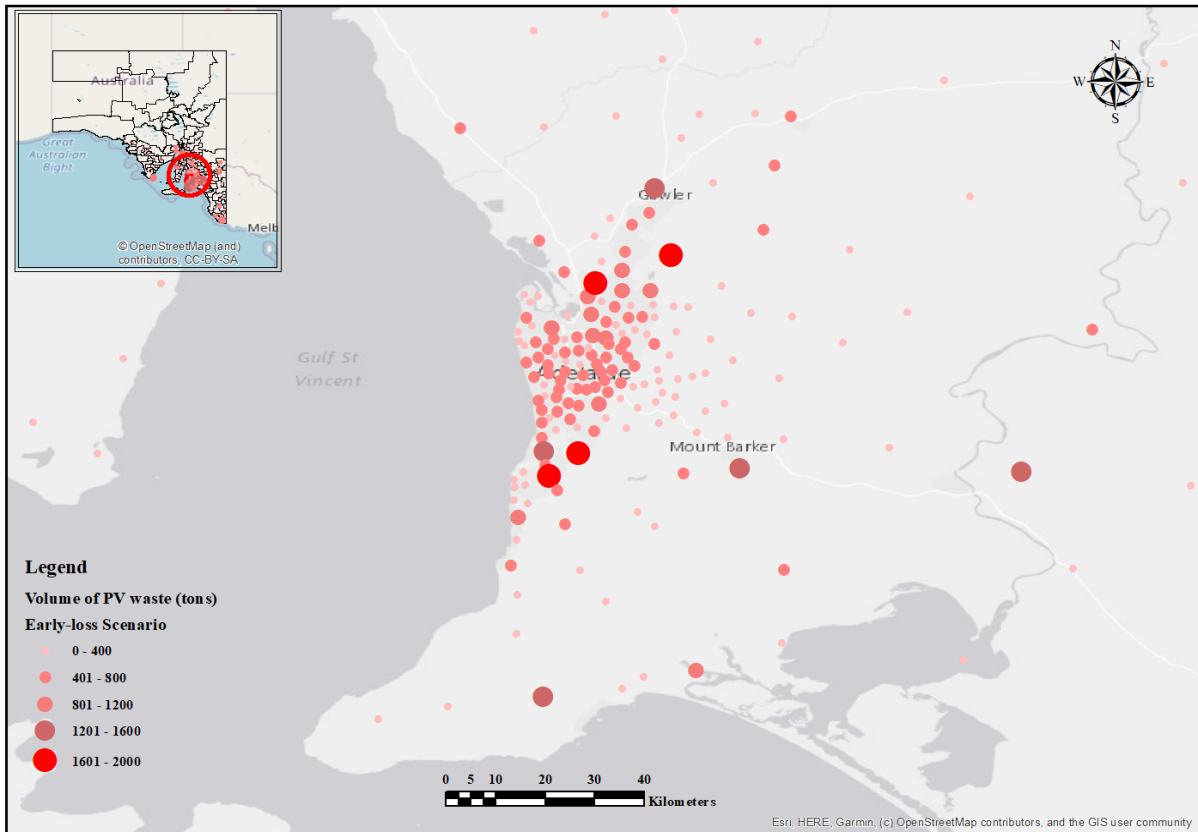 Australia
Great
Australian
Bight
Melb
© OpenStreetMap (and)
contributors, CC-BY-SA
N
W
E
S
Gawler
Gulf St
Vincent
Adelaide
Mount Barker
Legend
Volume of PV waste (tons)
Early-loss Scenario
0 - 400
401 - 800
801 - 1200
1201 - 1600
1601 - 2000
0 5 10 20 30 40
Kilometers
Esri, HERE, Garmin, (c) OpenStreetMap contributors, and the GIS user community